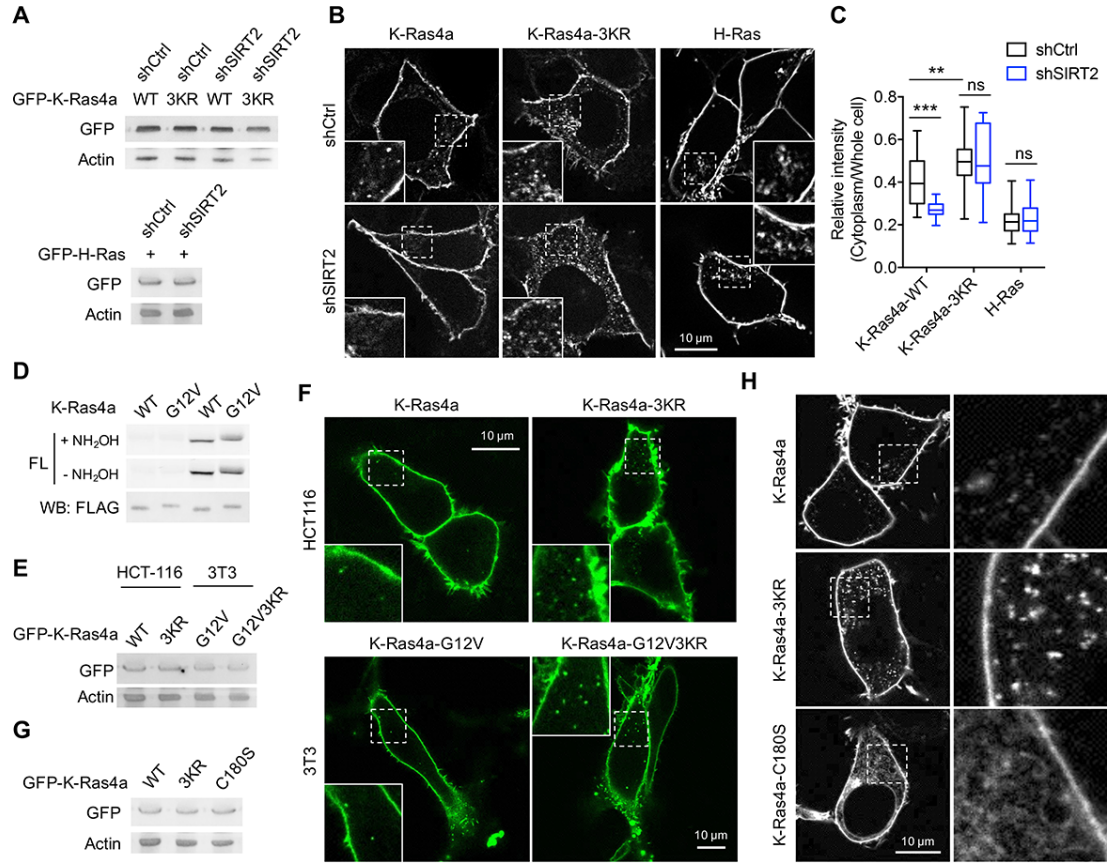 A
shCtrl shCtrl shSIRT2 shSIRT2
GFP-K-Ras4a WT 3KR WT 3KR
GFP
Actin
shCtrl shSIRT2
GFP-H-Ras + +
GFP
Actin
B
K-Ras4a K-Ras4a-3KR H-Ras
shCtrl
shSIRT2
10 µm
C
shCtrl
shSIRT2
Relative intensity
(Cytoplasm/Whole cell)
0.8
0.6
0.4
0.2
0.0
**
***
ns
ns
K-Ras4a-WT
K-Ras4a-3KR
H-Ras
D
K-Ras4a WT G12V WT G12V
FL
+ NH₂OH
- NH₂OH
WB: FLAG
E
HCT-116 3T3
GFP-K-Ras4a WT 3KR G12V G12V3KR
GFP
Actin
G
GFP-K-Ras4a WT 3KR C180S
GFP
Actin
F
K-Ras4a K-Ras4a-3KR
10 µm
HCT116
K-Ras4a-G12V K-Ras4a-G12V3KR
3T3
10 µm
H
K-Ras4a
K-Ras4a-3KR
K-Ras4a-C180S
10 µm